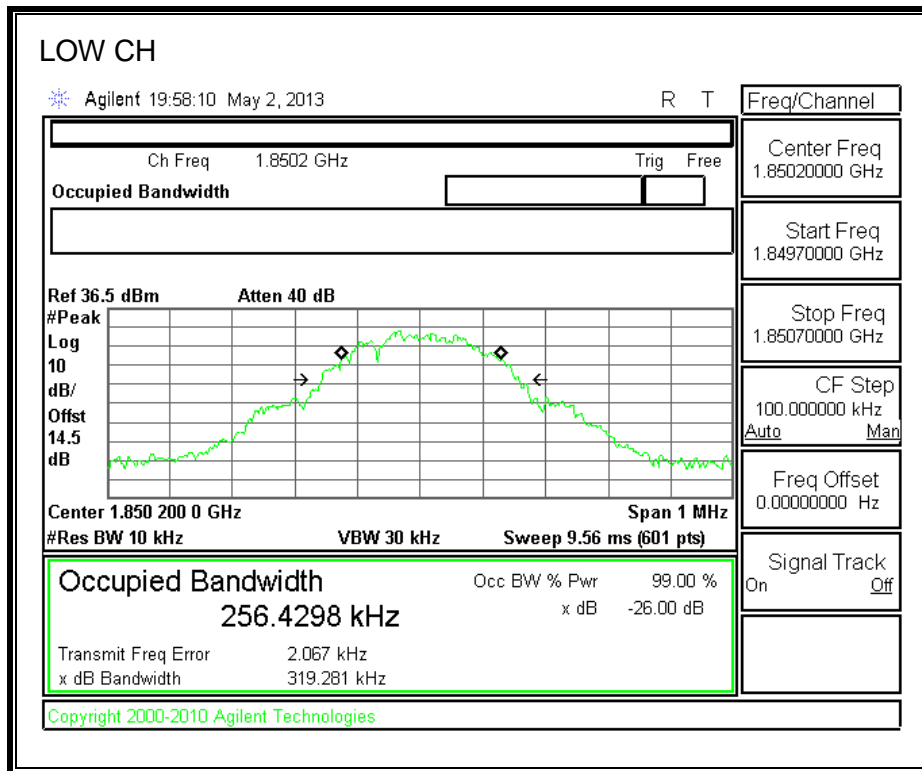 LOW CH
Agilent 19:58:10 May 2, 2013 R T
Freq/Channel
Ch Freq 1.8502 GHz Trig Free
Occupied Bandwidth
Center Freq
1.85020000 GHz
Start Freq
1.84970000 GHz
Stop Freq
1.85070000 GHz
CF Step
100.000000 kHz
Auto Man
Freq Offset
0.00000000 Hz
Signal Track
On Off
Ref 36.5 dBm Atten 40 dB
#Peak
Log
10
dB/
Offst
14.5
dB
Center 1.850 200 0 GHz Span 1 MHz
#Res BW 10 kHz VBW 30 kHz Sweep 9.56 ms (601 pts)
Occupied Bandwidth Occ BW % Pwr 99.00 %
256.4298 kHz x dB -26.00 dB
Transmit Freq Error 2.067 kHz
x dB Bandwidth 319.281 kHz
Copyright 2000-2010 Agilent Technologies